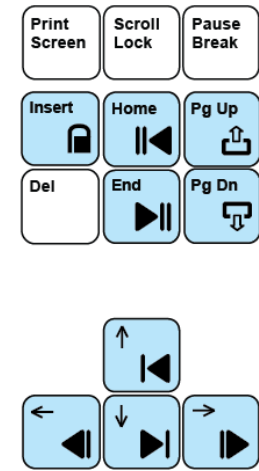 Print Screen
Scroll Lock
Pause Break
Insert
Home
Pg Up
Del
End
Pg Dn
↑
←
↓
→